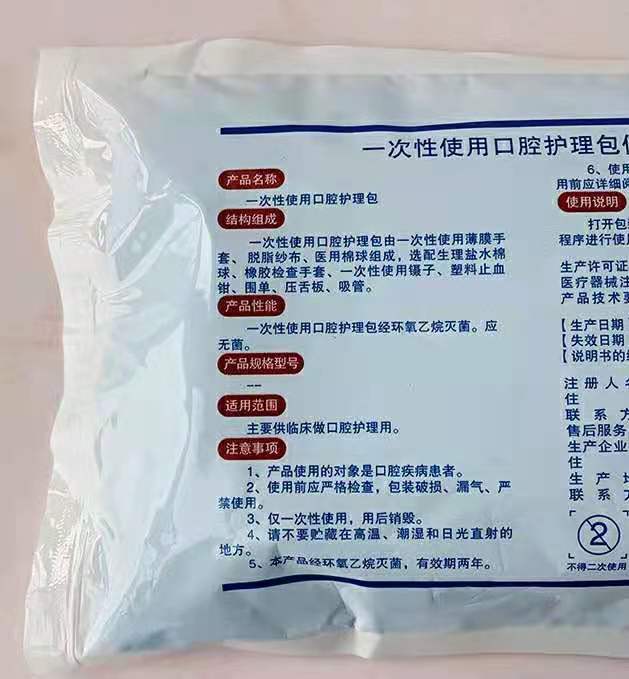 一次性使用口腔护理包
产品名称
一次性使用口腔护理包
结构组成
一次性使用口腔护理包由一次性使用薄膜手
套、脱脂纱布、医用棉球组成，选配生理盐水棉
球、橡胶检查手套、一次性使用镊子、塑料止血
钳、围单、压舌板、吸管。
产品性能
一次性使用口腔护理包经环氧乙烷灭菌。应
无菌。
产品规格型号
--
适用范围
主要供临床做口腔护理用。
注意事项
1、产品使用的对象是口腔疾病患者。
2、使用前应严格检查，包装破损、漏气、严
禁使用。
3、仅一次性使用，用后销毁。
4、请不要贮藏在高温、潮湿和日光直射的
地方。
5、本产品经环氧乙烷灭菌，有效期两年。
6、使用
用前应详细阅
使用说明
打开包装
程序进行使用
生产许可证
医疗器械注
产品技术要
【生产日期
【失效日期
【说明书的
注册人名
住
联系方
售后服务
生产企业
住
生产地
联系方
2
不得二次使用